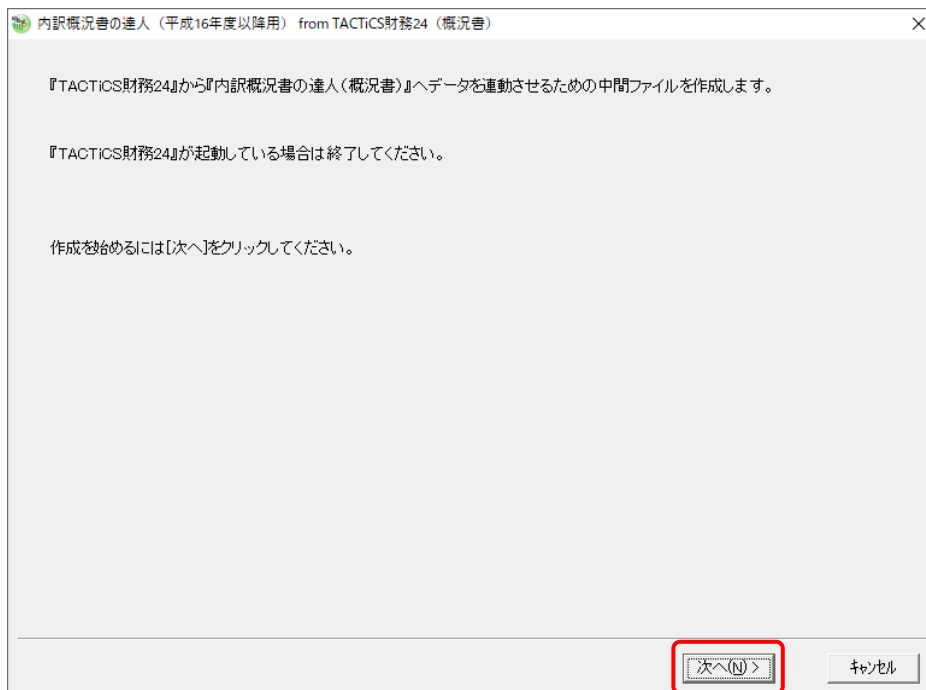 内訳概況書の達人（平成16年度以降用） from TACTiCS財務24（概況書）
『TACTiCS財務24』から『内訳概況書の達人（概況書）』へデータを連動させるための中間ファイルを作成します。
『TACTiCS財務24』が起動している場合は終了してください。
作成を始めるには[次へ]をクリックしてください。
次へ(N) >
キャンセル